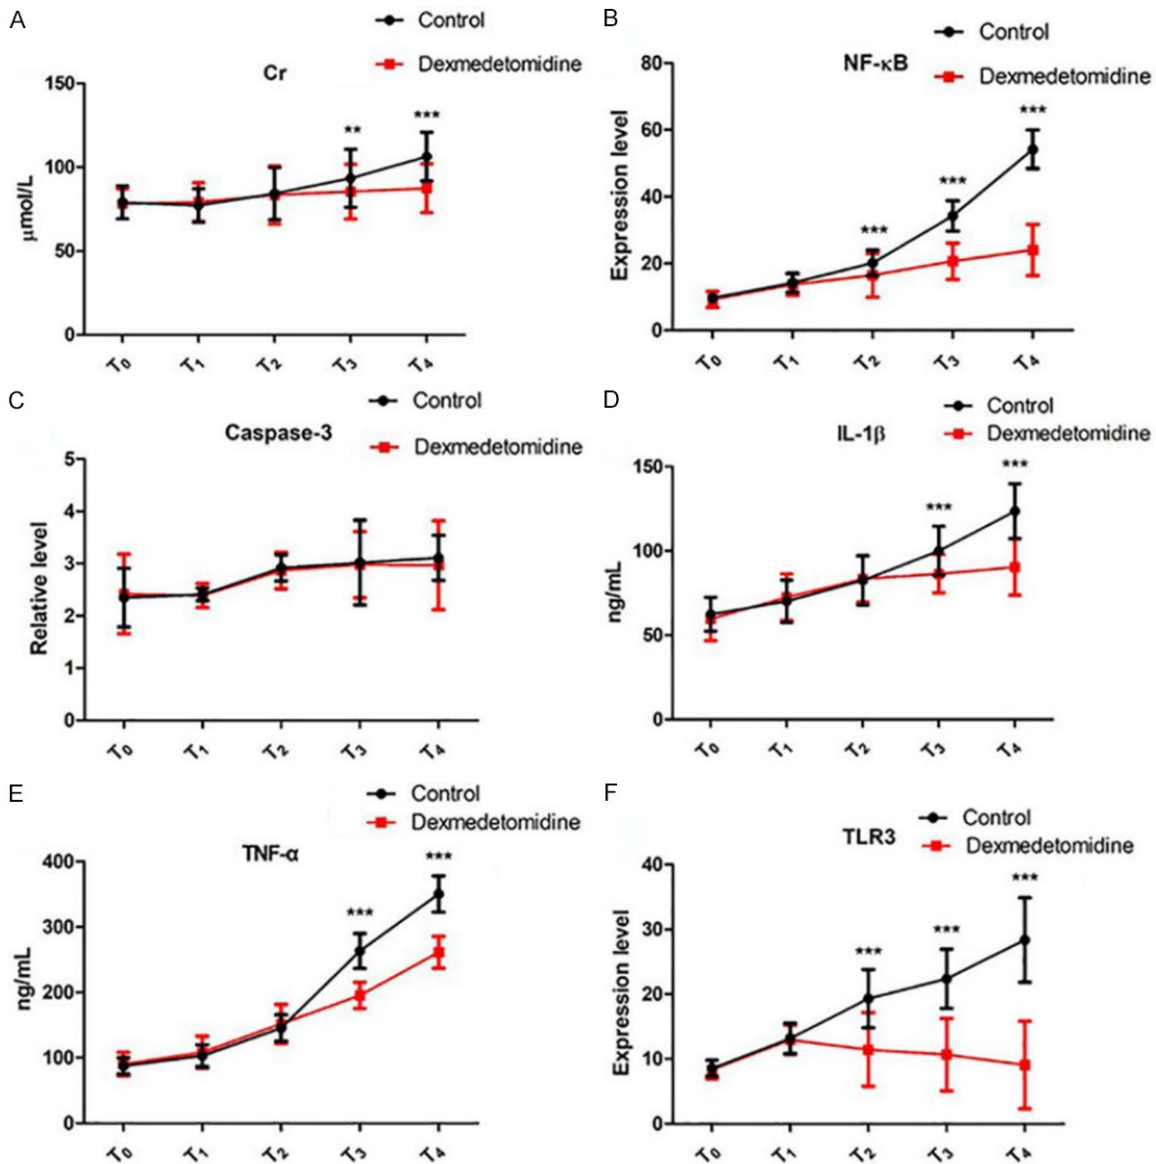 A
Control
Dexmedetomidine
Cr
**
***
μmol/L
150
100
50
0
T0
T1
T2
T3
T4
B
Control
Dexmedetomidine
NF-κB
***
***
***
Expression level
80
60
40
20
0
T0
T1
T2
T3
T4
C
Control
Dexmedetomidine
Caspase-3
Relative level
5
4
3
2
1
0
T0
T1
T2
T3
T4
D
Control
Dexmedetomidine
IL-1β
***
***
ng/mL
150
100
50
0
T0
T1
T2
T3
T4
E
Control
Dexmedetomidine
TNF-α
***
***
ng/mL
400
300
200
100
0
T0
T1
T2
T3
T4
F
Control
Dexmedetomidine
TLR3
***
***
***
Expression level
40
30
20
10
0
T0
T1
T2
T3
T4